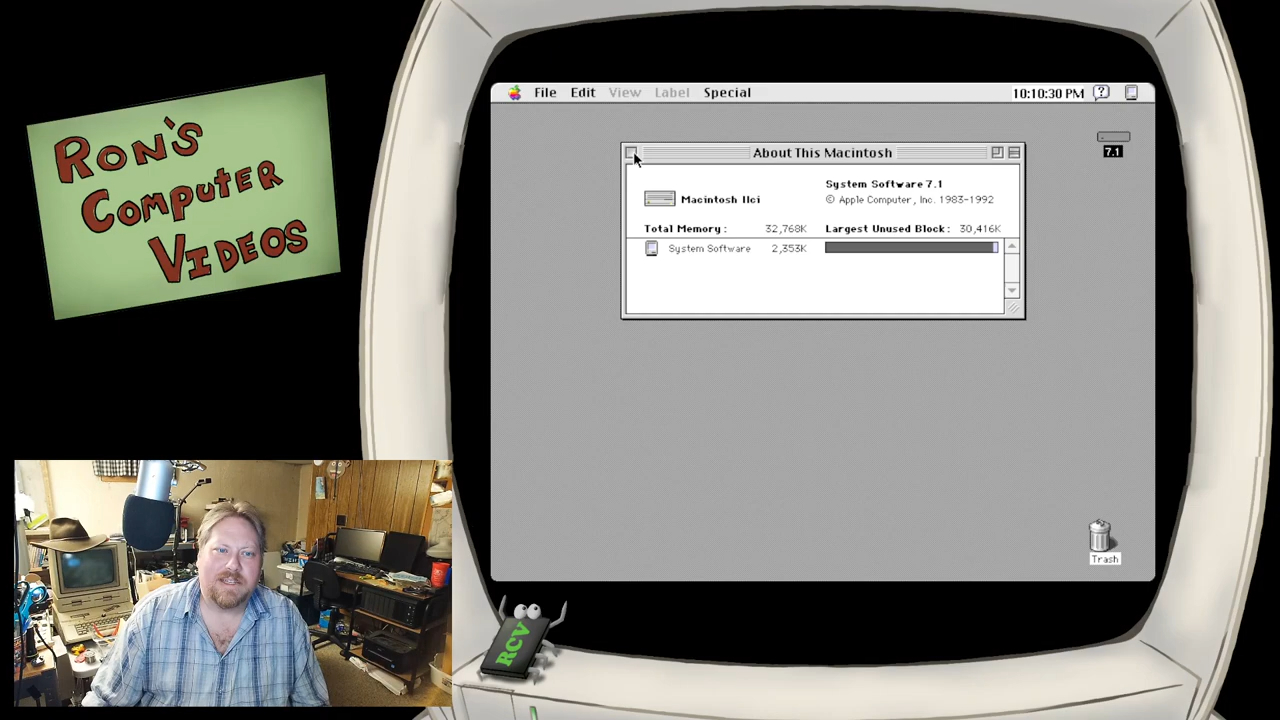 RON'S
COMPUTER
VIDEOS
File Edit View Label Special 10:10:30 PM
7.1
About This Macintosh
System Software 7.1
Macintosh IIci © Apple Computer, Inc. 1983-1992
Total Memory: 32,768K Largest Unused Block: 30,416K
System Software 2,353K
Trash
RCV